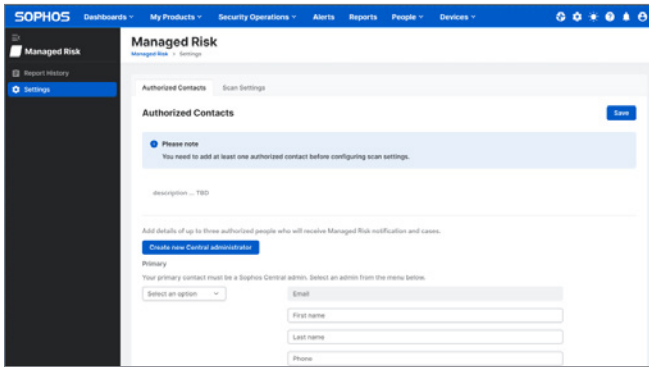 SOPHOS Dashboards My Products Security Operations Alerts Reports People Devices
Managed Risk
Managed Risk
Managed Risk > Settings
Report History
Settings
Authorized Contacts Scan Settings
Authorized Contacts
Save
Please note
You need to add at least one authorized contact before configuring scan settings.
description ... TBD
Add details of up to three authorized people who will receive Managed Risk notification and cases.
Create new Central administrator
Primary
Your primary contact must be a Sophos Central admin. Select an admin from the menu below.
Select an option Email
First name
Last name
Phone